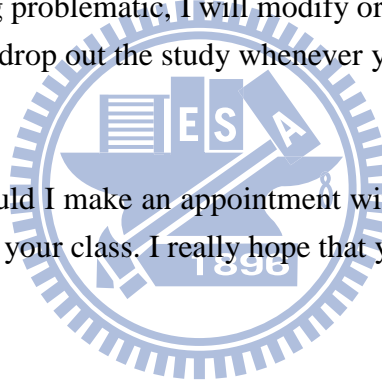 g problematic, I will modify or
drop out the study whenever y
E S A
uld I make an appointment wi
your class. I really hope that y
1896